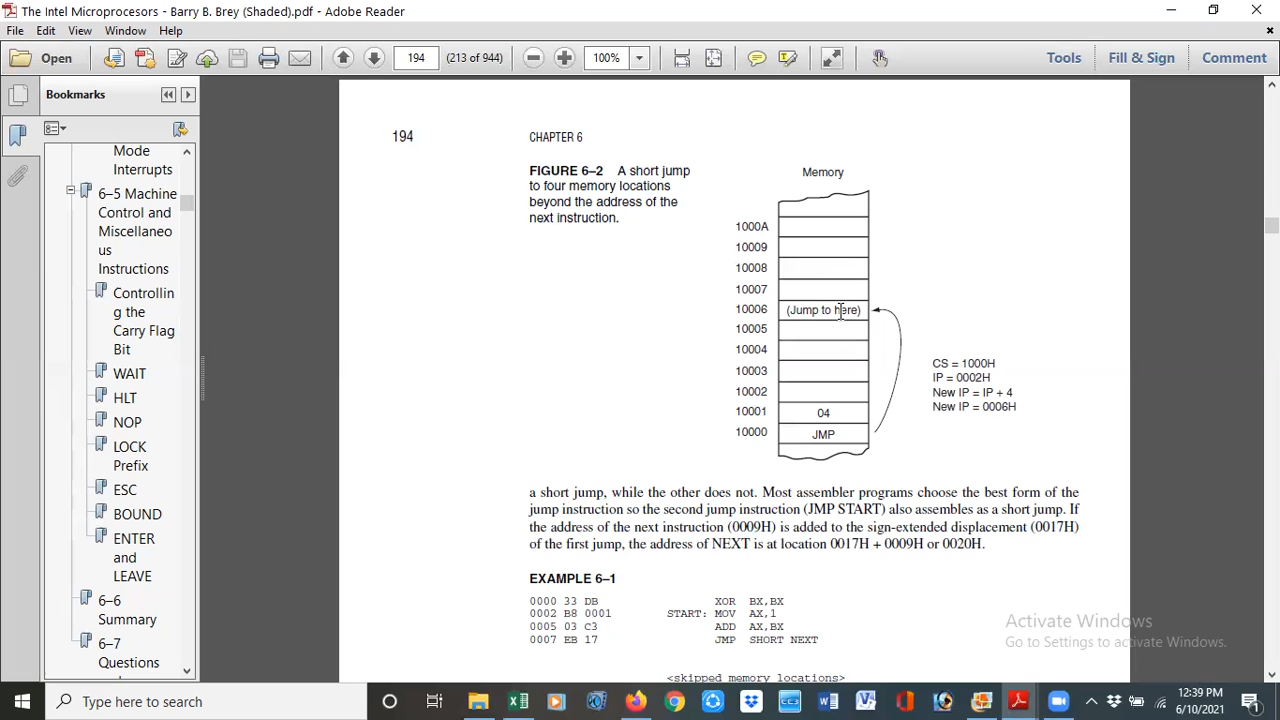 The Intel Microprocesors - Barry B. Brey (Shaded).pdf - Adobe Reader
File Edit View Window Help
Open 194 (213 of 944) 100% Tools Fill & Sign Comment
Bookmarks
Mode
Interrupts
6-5 Machine
Control and
Miscellaneo
us
Instructions
Controllin
g the
Carry Flag
Bit
WAIT
HLT
NOP
LOCK
Prefix
ESC
BOUND
ENTER
and
LEAVE
6-6
Summary
6-7
Questions
194 CHAPTER 6
FIGURE 6–2 A short jump
to four memory locations
beyond the address of the
next instruction.
Memory
1000A
10009
10008
10007
10006 (Jump to here)
10005
10004
10003
10002
10001 04
10000 JMP
CS = 1000H
IP = 0002H
New IP = IP + 4
New IP = 0006H
a short jump, while the other does not. Most assembler programs choose the best form of the
jump instruction so the second jump instruction (JMP START) also assembles as a short jump. If
the address of the next instruction (0009H) is added to the sign-extended displacement (0017H)
of the first jump, the address of NEXT is at location 0017H + 0009H or 0020H.
EXAMPLE 6–1
0000 33 DB XOR BX,BX
0002 B8 0001 START: MOV AX,1
0005 03 C3 ADD AX,BX
0007 EB 17 JMP SHORT NEXT
<skipped memory locations>
Activate Windows
Go to Settings to activate Windows.
Type here to search
12:39 PM
6/10/2021